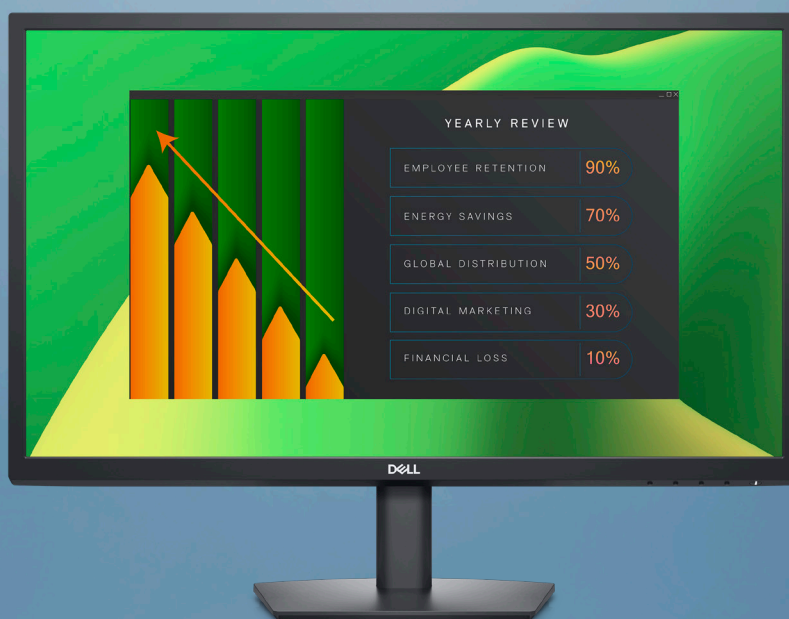 YEARLY REVIEW
EMPLOYEE RETENTION 90%
ENERGY SAVINGS 70%
GLOBAL DISTRIBUTION 50%
DIGITAL MARKETING 30%
FINANCIAL LOSS 10%
DELL